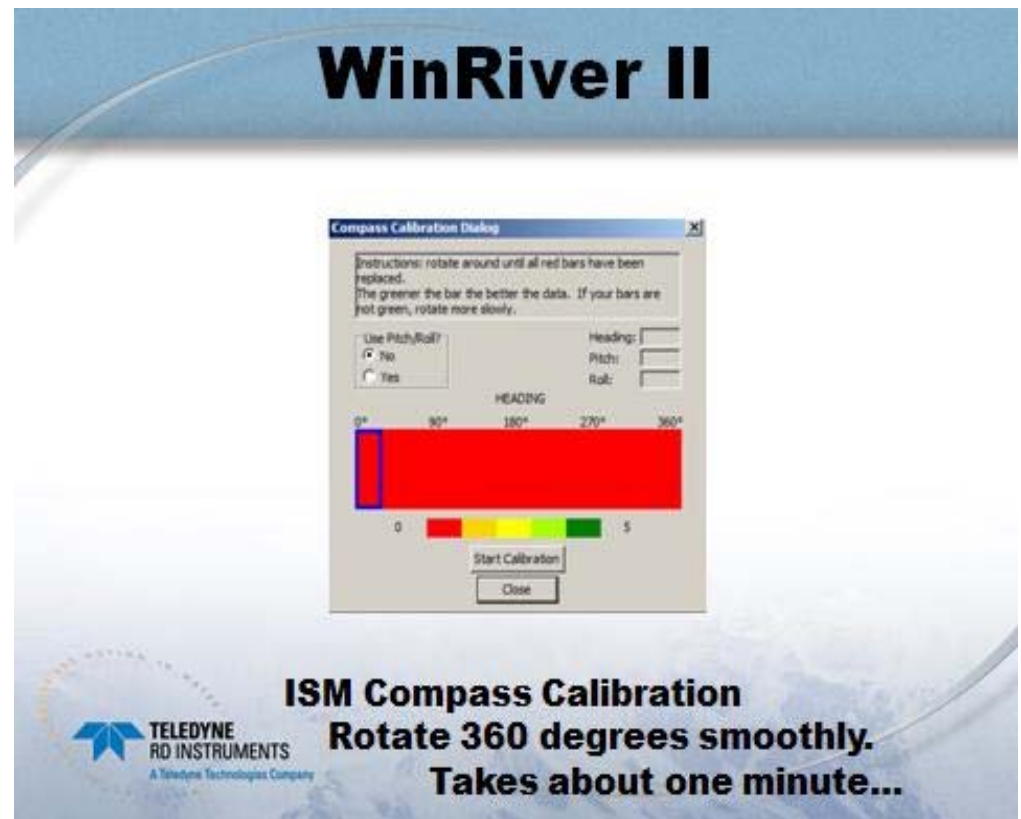 WinRiver II
Compass Calibration Dialog
Instructions: rotate around until all red bars have been
replaced.
The greener the bar the better the data. If your bars are
not green, rotate more slowly.
Use Pitch/Roll?
No
Yes
Heading:
Pitch:
Roll:
HEADING
0° 90° 180° 270° 360°
0 5
Start Calibration
Close
ISM Compass Calibration
Rotate 360 degrees smoothly.
Takes about one minute...
TELEDYNE
RD INSTRUMENTS
A Teledyne Technologies Company